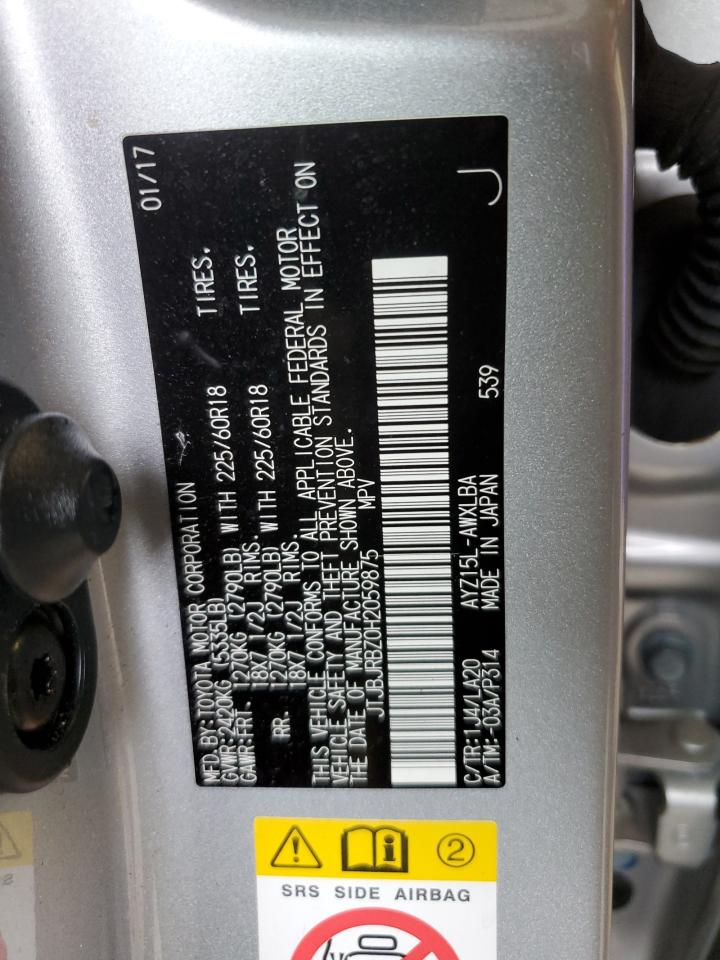 MFD.BY:TOYOTA MOTOR CORPORATION 01/17
GVWR:2420KG (5335LB)
GAWR:FRT. 1270KG (2790LB) WITH 225/60R18 TIRES.
18X7 1/2J RIMS.
RR. 1270KG (2790LB) WITH 225/60R18 TIRES.
18X7 1/2J RIMS.
THIS VEHICLE CONFORMS TO ALL APPLICABLE FEDERAL MOTOR
VEHICLE SAFETY AND THEFT PREVENTION STANDARDS IN EFFECT ON
THE DATE OF MANUFACTURE SHOWN ABOVE.
JTJBJRBZ0H2059875 MPV
C/TR:1J4/LA20 AYZ15L-AWXLBA 539
A/TM:-03A/P314 MADE IN JAPAN
J
2
SRS SIDE AIRBAG